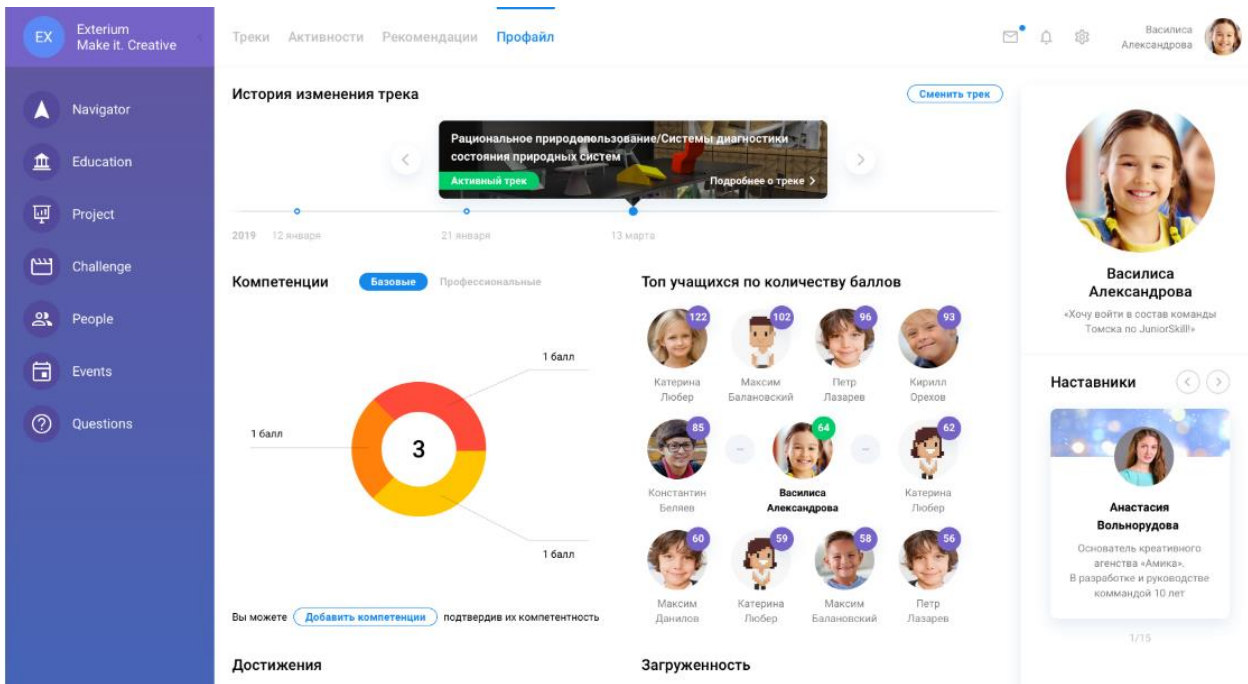 EX
Exterium
Make it. Creative
Треки Активности Рекомендации Профайл
Василиса
Александрова
Navigator
Education
Project
Challenge
People
Events
Questions
История изменения трека
Сменить трек
Рациональное природопользование/Системы диагностики
состояния природных систем
Активный трек
Подробнее о треке
2019 12 января 21 января 13 марта
Компетенции
Базовые Профессиональные
1 балл
1 балл
3
1 балл
Вы можете Добавить компетенции подтвердив их компетентность
Топ учащихся по количеству баллов
122 102 96 93
Катерина Максим Петр Кирилл
Любер Балановский Лазарев Орехов
85 64 62
Константин Василиса Катерина
Беляев Александрова Любер
60 59 58 56
Максим Катерина Максим Петр
Данилов Любер Балановский Лазарев
Достижения
Загруженность
Василиса
Александрова
«Хочу войти в состав команды
Томска по JuniorSkill!»
Наставники
Анастасия
Вольнорудова
Основатель креативного
агенства «Амика».
В разработке и руководстве
коммандой 10 лет
1/15